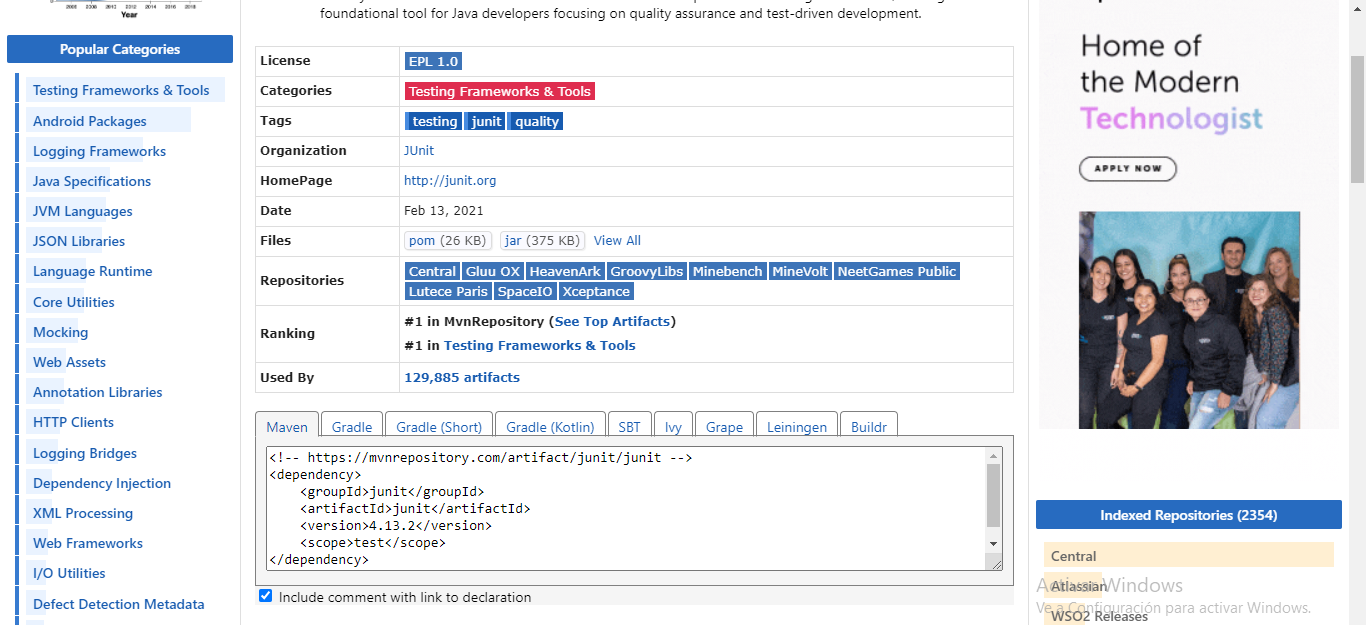 2005 2008 2012 2014 2016 2018
Year
Popular Categories
Testing Frameworks & Tools
Android Packages
Logging Frameworks
Java Specifications
JVM Languages
JSON Libraries
Language Runtime
Core Utilities
Mocking
Web Assets
Annotation Libraries
HTTP Clients
Logging Bridges
Dependency Injection
XML Processing
Web Frameworks
I/O Utilities
Defect Detection Metadata
foundational tool for Java developers focusing on quality assurance and test-driven development.
License EPL 1.0
Categories Testing Frameworks & Tools
Tags testing junit quality
Organization JUnit
HomePage http://junit.org
Date Feb 13, 2021
Files pom (26 KB) jar (375 KB) View All
Repositories Central Gluu OX HeavenArk GroovyLibs Minebench MineVolt NeetGames Public
Lutece Paris SpaceIO Xceptance
Ranking #1 in MvnRepository (See Top Artifacts)
#1 in Testing Frameworks & Tools
Used By 129,885 artifacts
Maven Gradle Gradle (Short) Gradle (Kotlin) SBT Ivy Grape Leiningen Buildr
<!-- https://mvnrepository.com/artifact/junit/junit -->
<dependency>
    <groupId>junit</groupId>
    <artifactId>junit</artifactId>
    <version>4.13.2</version>
    <scope>test</scope>
</dependency>
Include comment with link to declaration
Home of
the Modern
Technologist
APPLY NOW
Indexed Repositories (2354)
Central
Atlassian
WSO2 Releases
Activar Windows
Ve a Configuración para activar Windows.